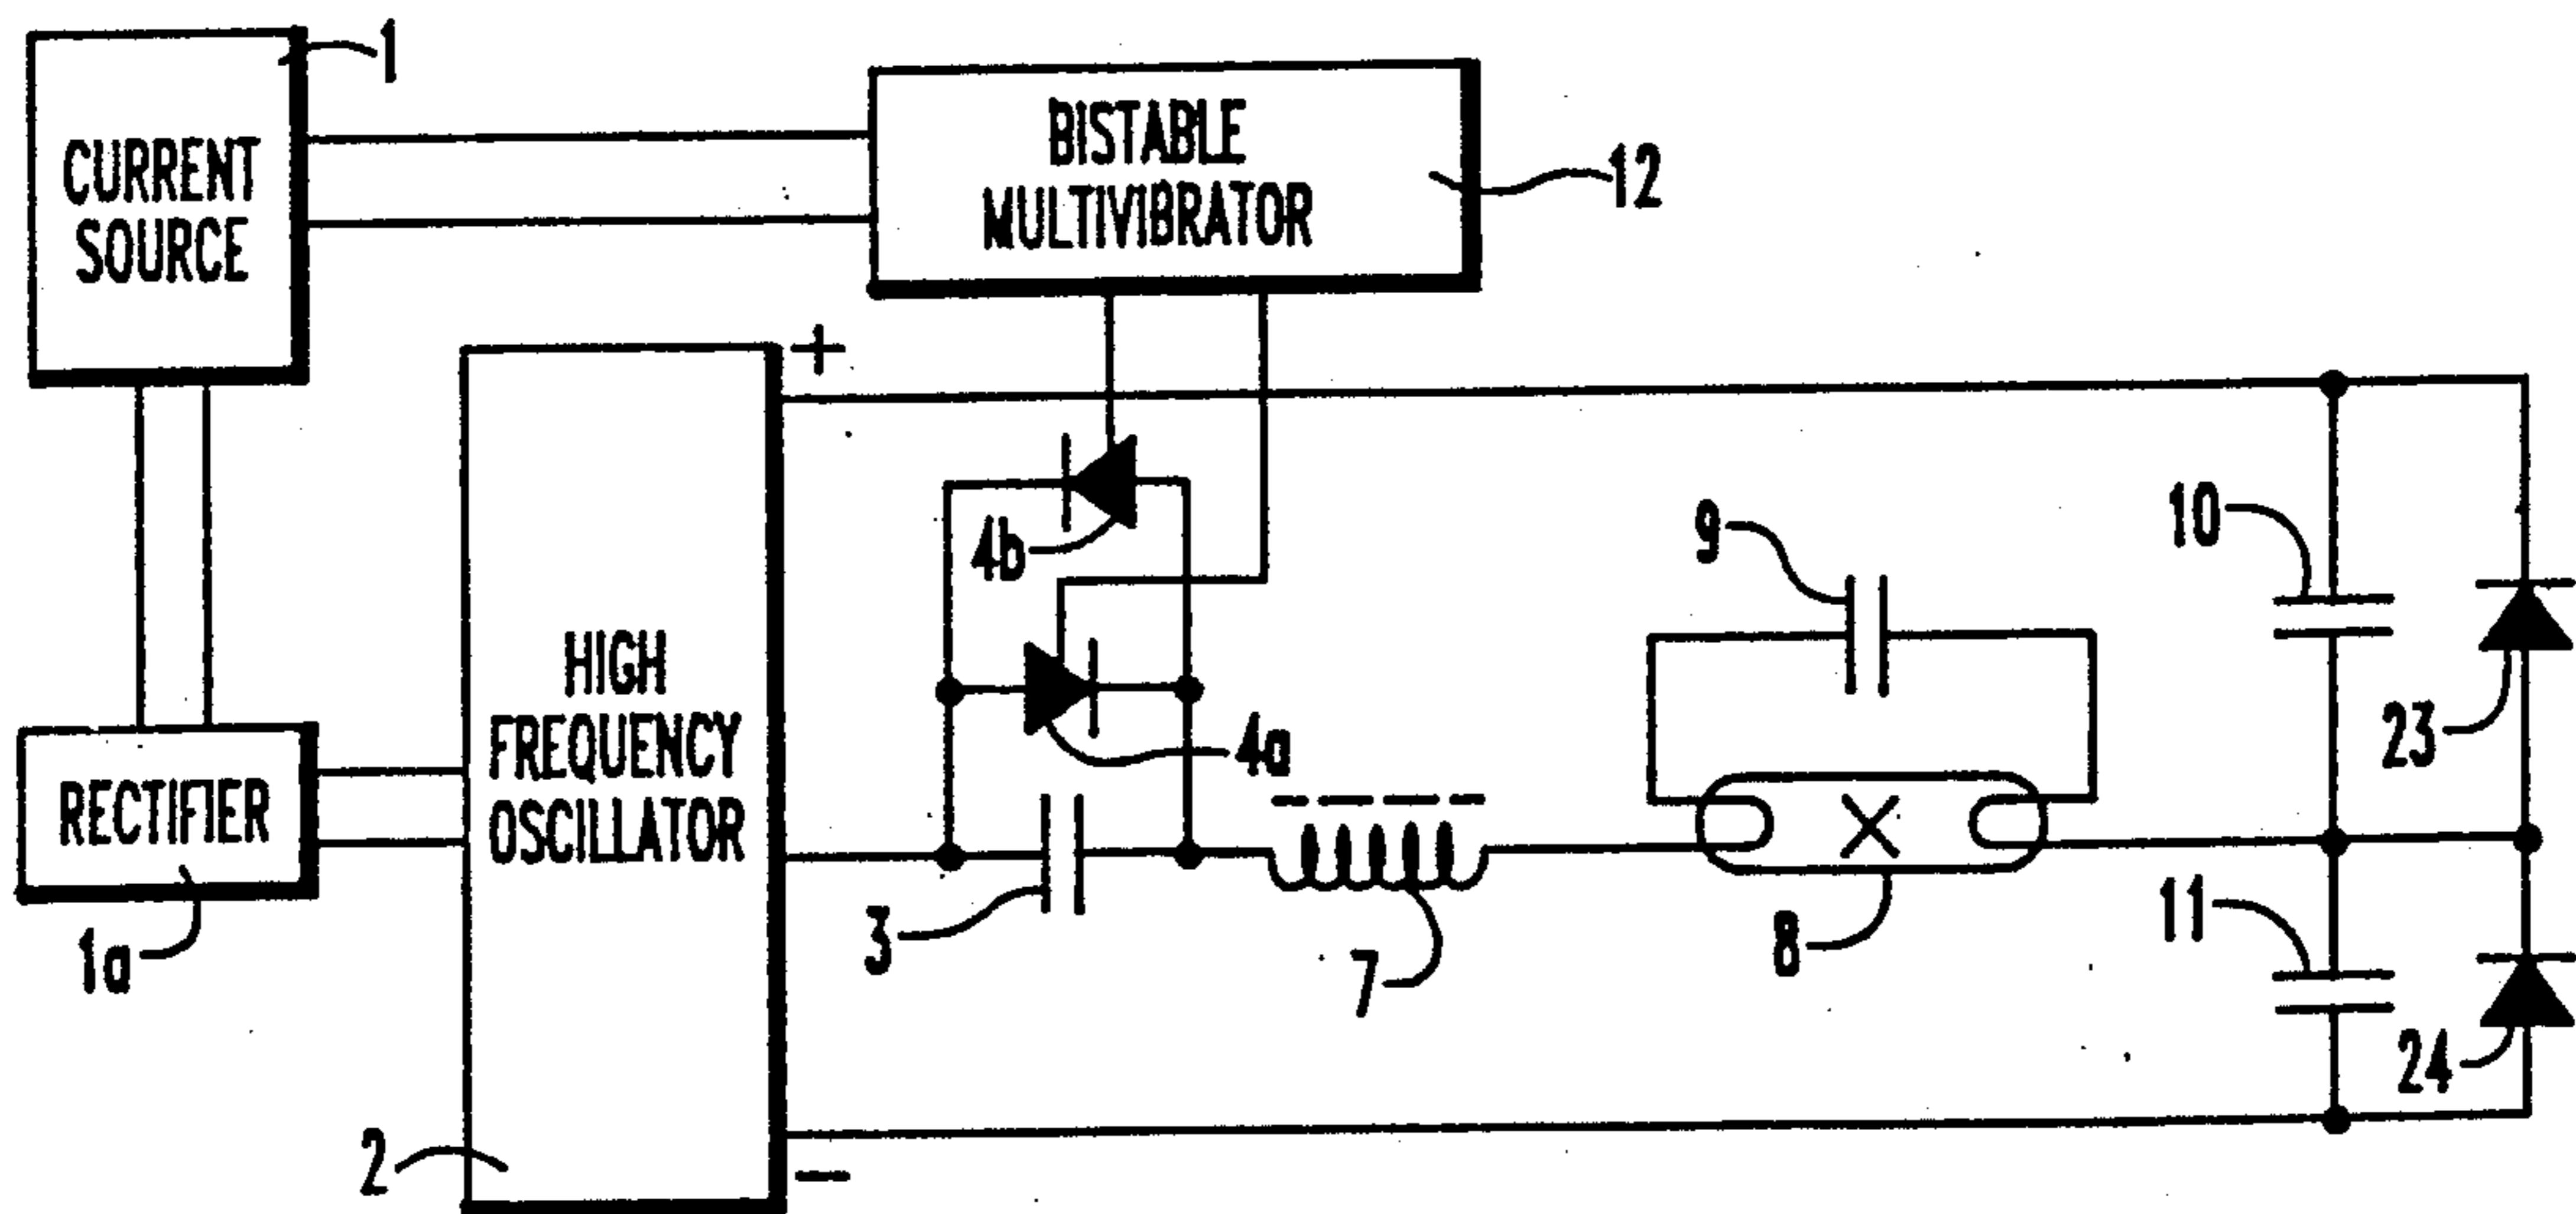 1
CURRENT
SOURCE
BISTABLE
MULTIVIBRATOR
12
+
4b
9
10
HIGH
FREQUENCY
OSCILLATOR
4a
23
RECTIFIER
1a
3
7
8
11
24
2
−